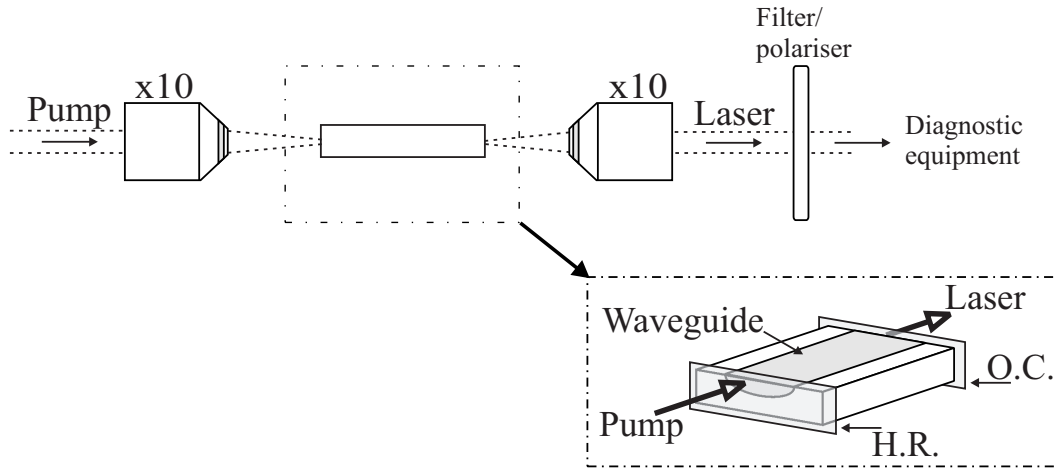 Filter/
polariser
x10
x10
Pump
Laser
Diagnostic
equipment
Laser
Waveguide
O.C.
Pump
H.R.